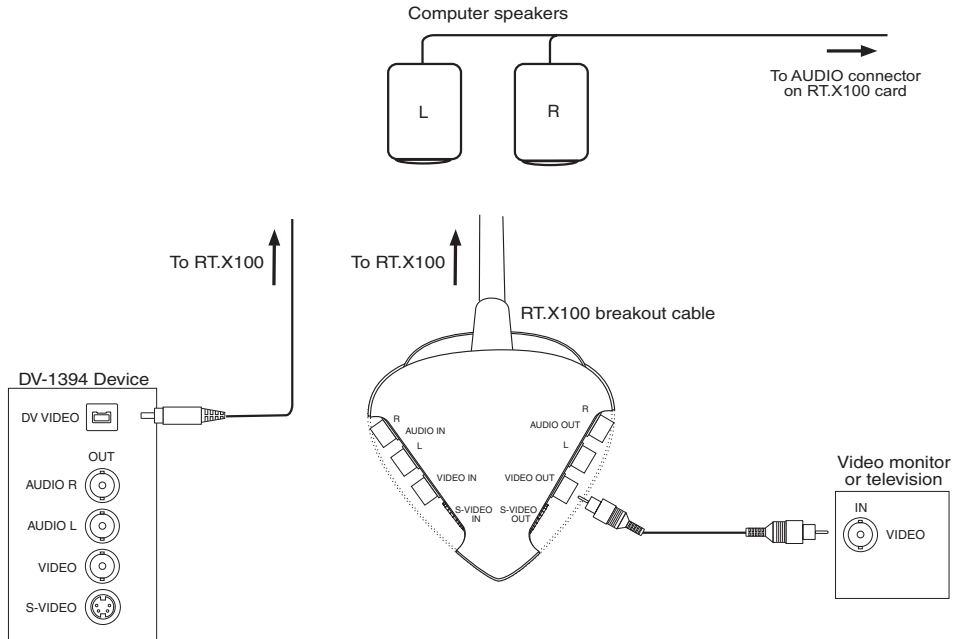 Computer speakers
L
R
To AUDIO connector
on RT.X100 card
To RT.X100
To RT.X100
RT.X100 breakout cable
DV-1394 Device
DV VIDEO
OUT
AUDIO R
AUDIO L
VIDEO
S-VIDEO
R
AUDIO IN
L
VIDEO IN
S-VIDEO
IN
R
AUDIO OUT
L
VIDEO OUT
S-VIDEO
OUT
Video monitor
or television
IN
VIDEO